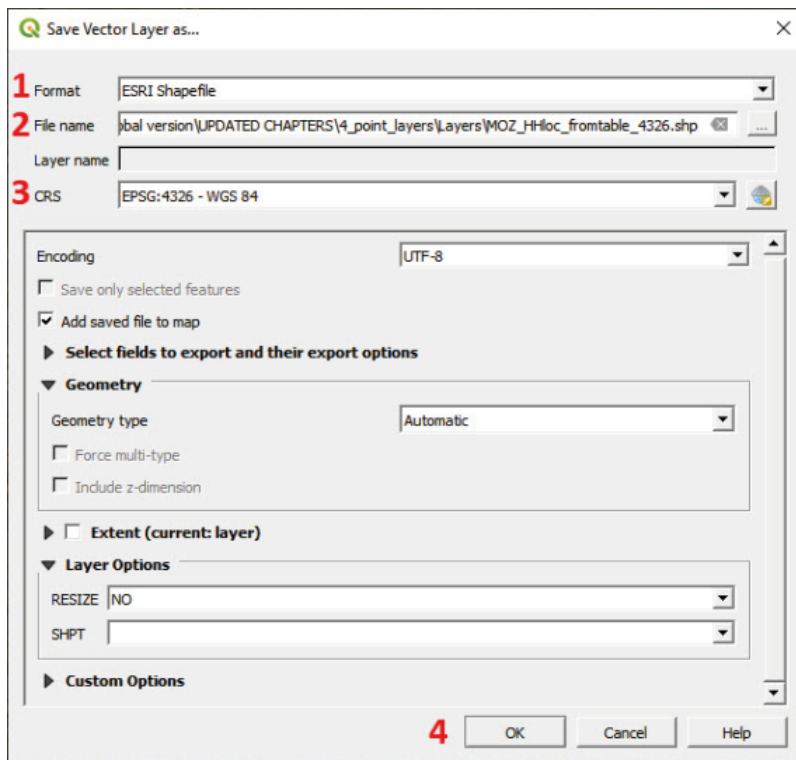 Save Vector Layer as...
1 Format ESRI Shapefile
2 File name obal version\UPDATED CHAPTERS\4_point_layers\Layers\MOZ_HHloc_fromtable_4326.shp ...
Layer name
3 CRS EPSG:4326 - WGS 84
Encoding UTF-8
Save only selected features
Add saved file to map
Select fields to export and their export options
Geometry
Geometry type Automatic
Force multi-type
Include z-dimension
Extent (current: layer)
Layer Options
RESIZE NO
SHPT
Custom Options
4 OK Cancel Help